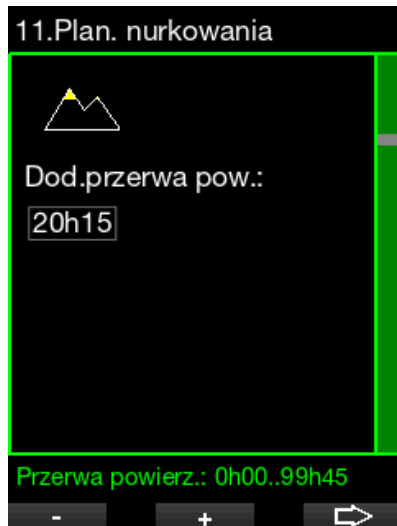 11.Plan. nurkowania
Dod.przerwa pow.:
20h15
Przerwa powierz.: 0h00..99h45
- +